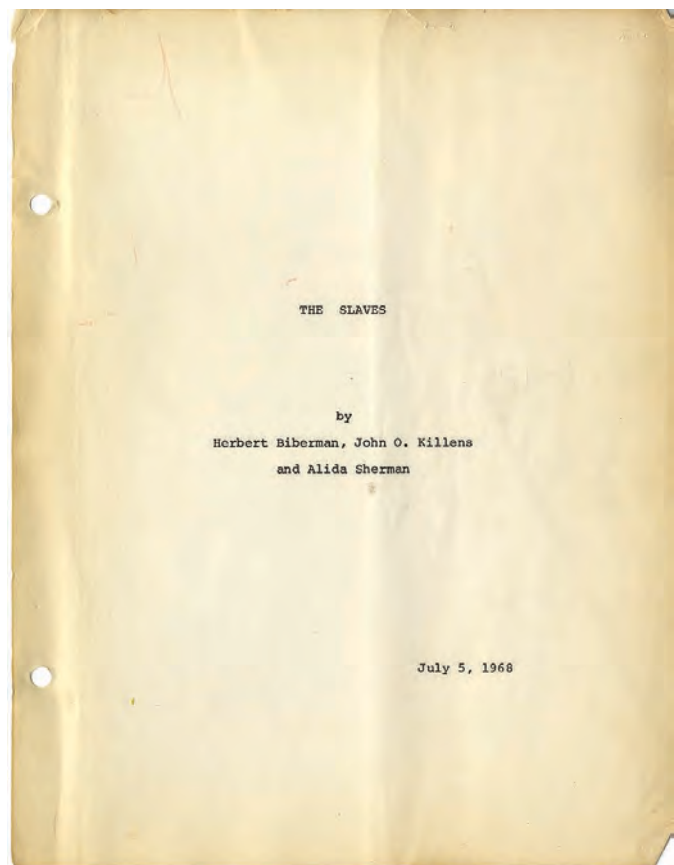 THE SLAVES
by
Herbert Biberman, John O. Killens
and Alida Sherman
July 5, 1968